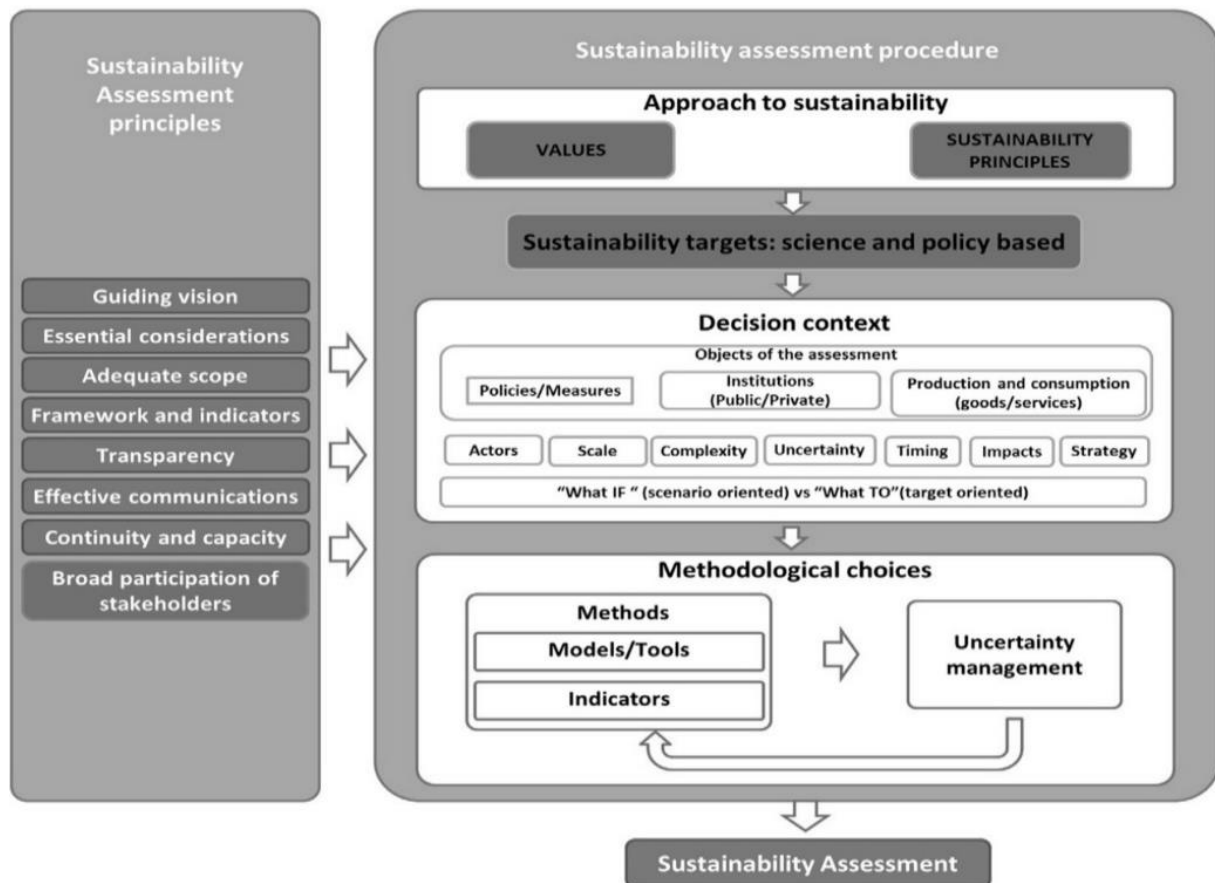 Sustainability
Assessment
principles
Guiding vision
Essential considerations
Adequate scope
Framework and indicators
Transparency
Effective communications
Continuity and capacity
Broad participation of
stakeholders
Sustainability assessment procedure
Approach to sustainability
VALUES
SUSTAINABILITY
PRINCIPLES
Sustainability targets: science and policy based
Decision context
Objects of the assessment
Policies/Measures
Institutions
(Public/Private)
Production and consumption
(goods/services)
Actors
Scale
Complexity
Uncertainty
Timing
Impacts
Strategy
“What IF “ (scenario oriented) vs “What TO”(target oriented)
Methodological choices
Methods
Models/Tools
Indicators
Uncertainty
management
Sustainability Assessment